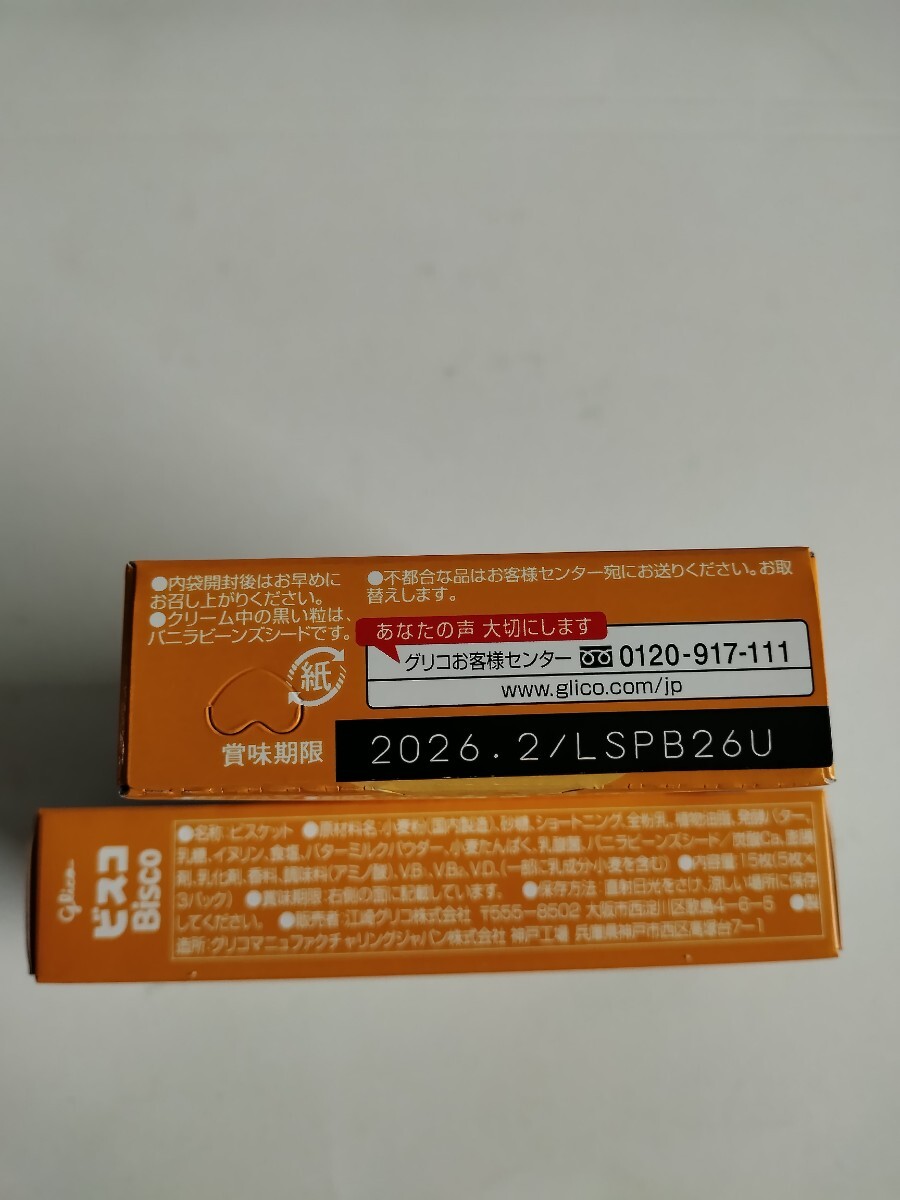 ●内袋開封後はお早めに
お召し上がりください。
●クリーム中の黒い粒は、
バニラビーンズシードです。
紙
賞味期限
●不都合な品はお客様センター宛にお送りください。お取
替えします。
あなたの声 大切にします
グリコお客様センター 0120-917-111
www.glico.com/jp
2026.2/LSPB26U
glico
ビスコ
Bisco
●名称:ビスケット ●原材料名:小麦粉(国内製造)、砂糖、ショートニング、全粉乳、植物油脂、発酵バター、
乳糖、イヌリン、食塩、バターミルクパウダー、小麦たんぱく、乳酸菌、バニラビーンズシード/炭酸Ca、膨脹
剤、乳化剤、香料、調味料(アミノ酸)、V.B₁、V.B₂、V.D、(一部に乳成分・小麦を含む) ●内容量:15枚(5枚×
3パック) ●賞味期限:右側の面に記載しています。 ●保存方法:直射日光をさけ、涼しい場所に保存
してください。 ●販売者:江崎グリコ株式会社 〒555-8502 大阪市西淀川区歌島4-6-5 ●製
造所:グリコマニュファクチャリングジャパン株式会社 神戸工場 兵庫県神戸市西区高塚台7-1